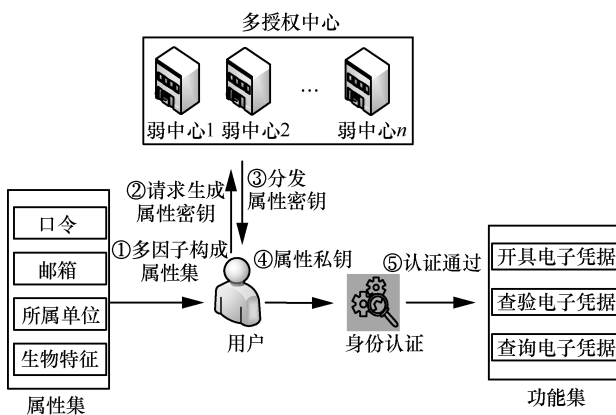 多授权中心
弱中心1
弱中心2
...
弱中心n
②请求生成
属性密钥
③分发
属性密钥
口令
邮箱
所属单位
生物特征
属性集
①多因子构成
属性集
用户
④属性私钥
身份认证
⑤认证通过
开具电子凭据
查验电子凭据
查询电子凭据
功能集